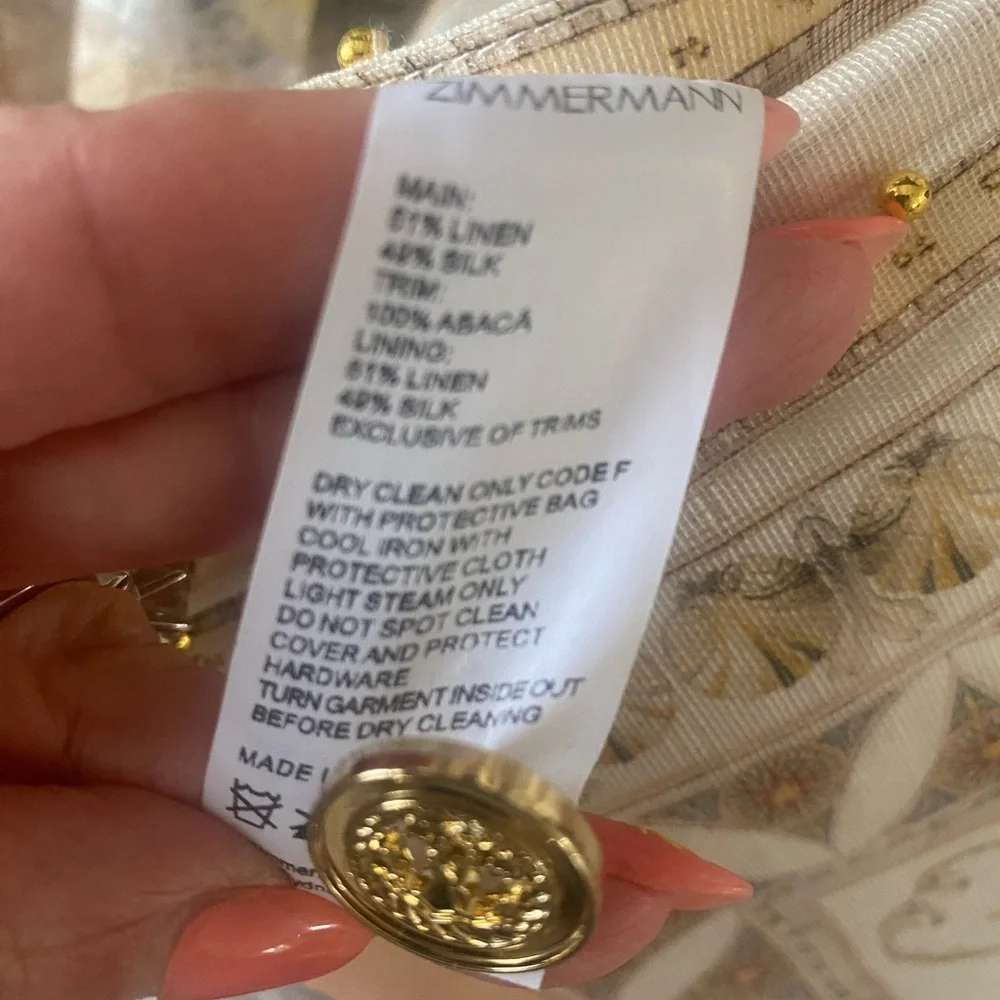 ZIMMERMANN
MAIN:
51% LINEN
49% SILK
TRIM:
100% ABACÁ
LINING:
51% LINEN
49% SILK
EXCLUSIVE OF TRIMS
DRY CLEAN ONLY CODE F
WITH PROTECTIVE BAG
COOL IRON WITH
PROTECTIVE CLOTH
LIGHT STEAM ONLY
DO NOT SPOT CLEAN
COVER AND PROTECT
HARDWARE
TURN GARMENT INSIDE OUT
BEFORE DRY CLEANING
MADE